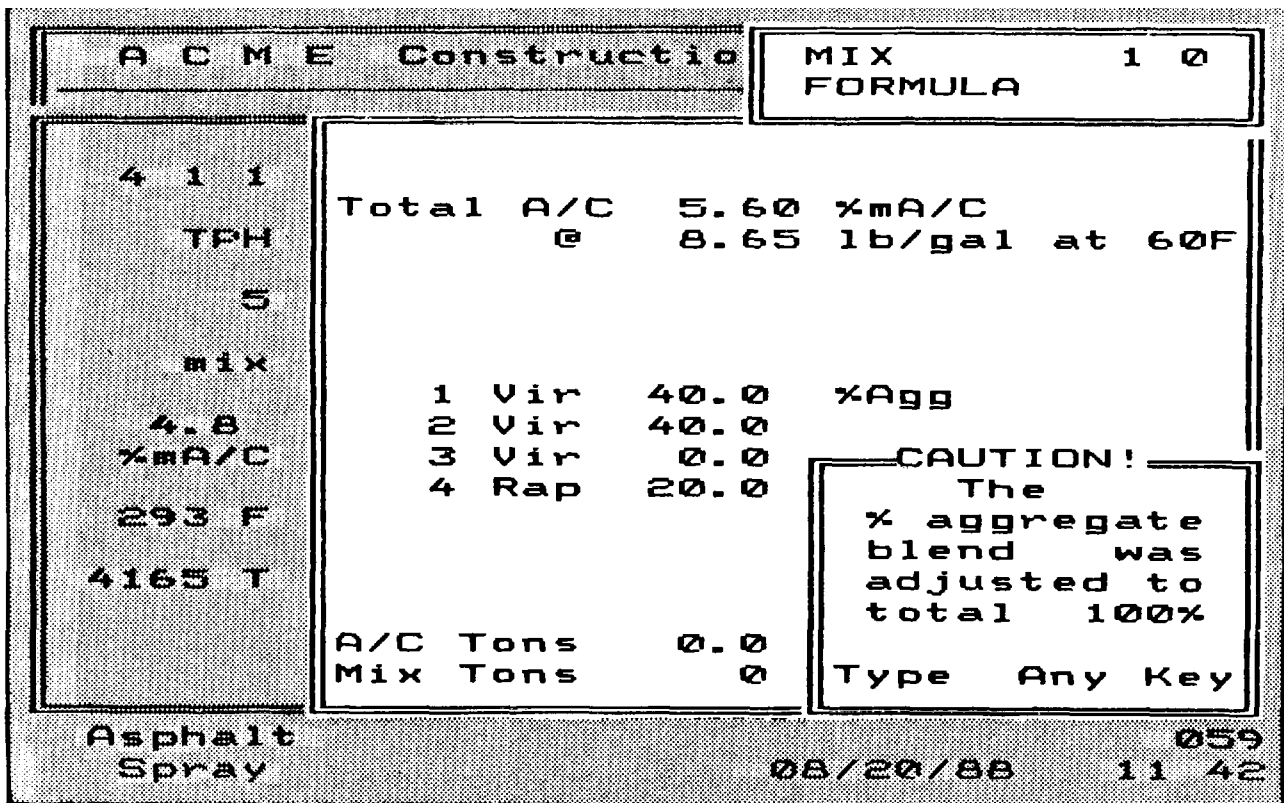 A C M E Constructio
MIX 1 0
FORMULA
4 1 1
TPH
5
mix
4.8
%mA/C
293 F
4165 T
Total A/C 5.60 %mA/C
@ 8.65 lb/gal at 60F
1 Vir 40.0 %Agg
2 Vir 40.0
3 Vir 0.0
4 Rap 20.0
A/C Tons 0.0
Mix Tons 0
CAUTION!
The
% aggregate
blend was
adjusted to
total 100%
Type Any Key
Asphalt
Spray
059
08/20/88 11 42